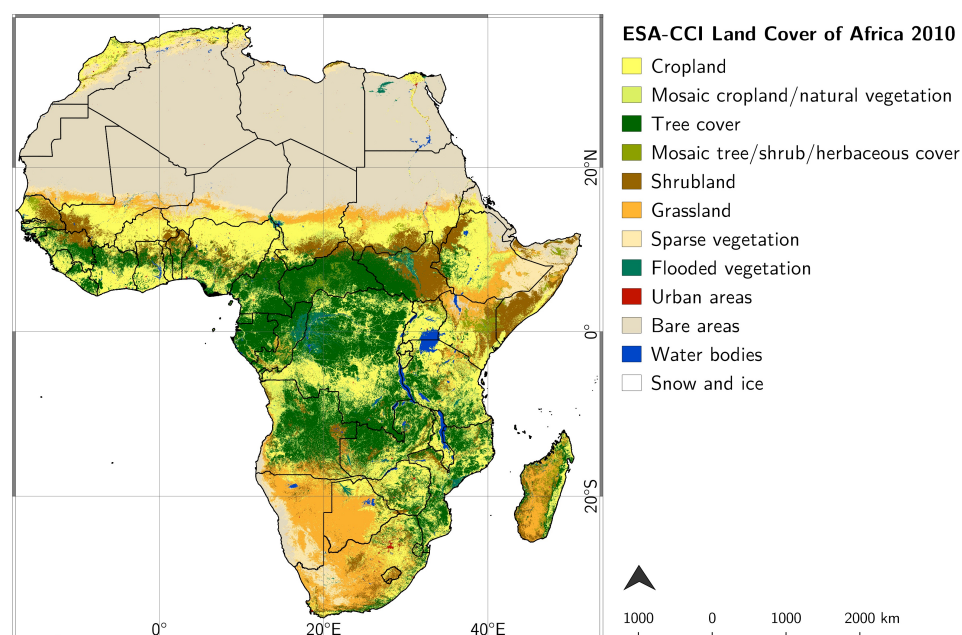 ESA-CCI Land Cover of Africa 2010
Cropland
Mosaic cropland/natural vegetation
Tree cover
Mosaic tree/shrub/herbaceous cover
Shrubland
Grassland
Sparse vegetation
Flooded vegetation
Urban areas
Bare areas
Water bodies
Snow and ice
20°N
0°
20°S
0°
20°E
40°E
1000 0 1000 2000 km